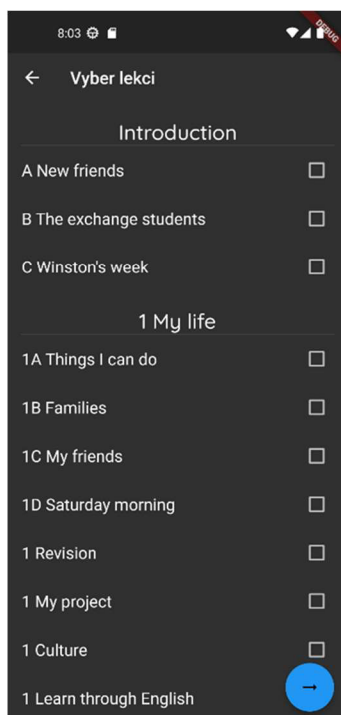 8:03
DEBUG
Vyber lekci
Introduction
A New friends
B The exchange students
C Winston's week
1 My life
1A Things I can do
1B Families
1C My friends
1D Saturday morning
1 Revision
1 My project
1 Culture
1 Learn through English